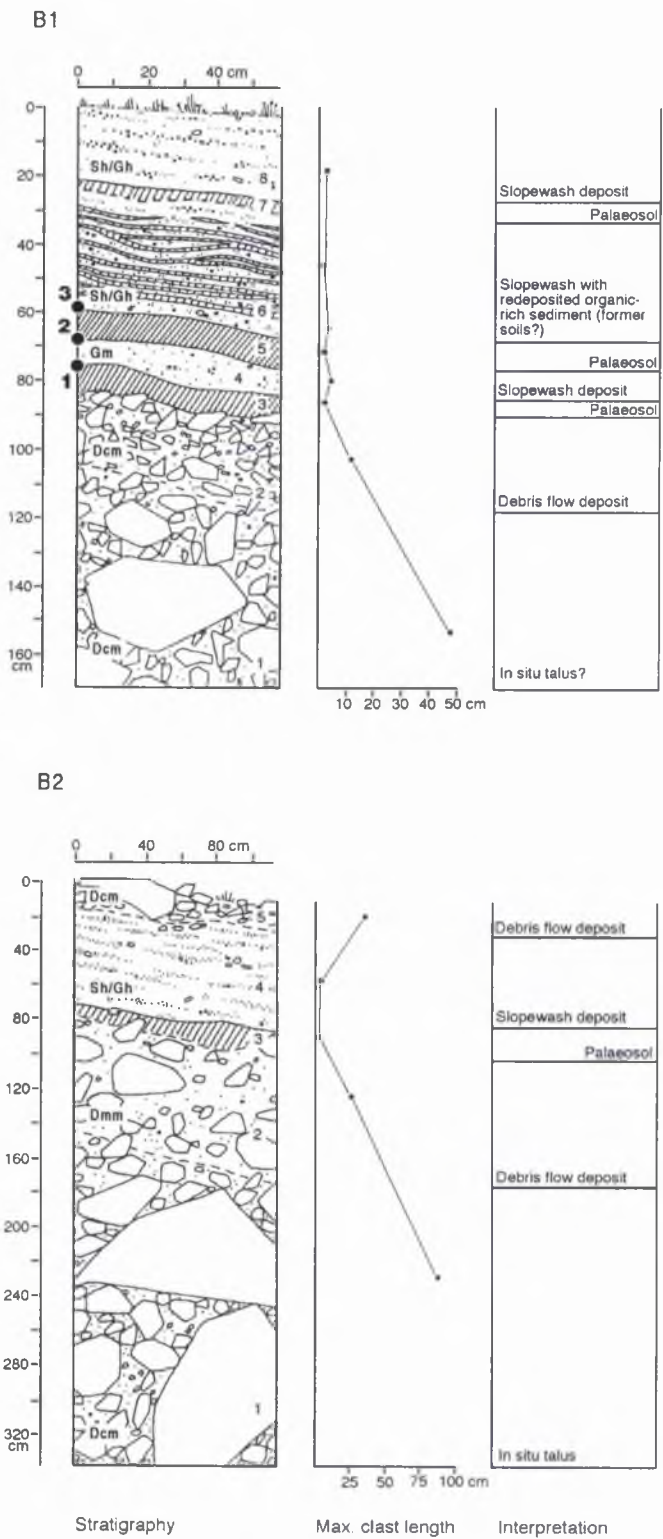 B1
0 20 40 cm
0
20
40
60
80
100
120
140
160
cm
3
2
1
Sh/Gh
8
7
Sh/Gh
6
5
Gm
4
3
Dcm
2
Dcm
1
10 20 30 40 50 cm
Slopewash deposit
Palaeosol
Slopewash with
redeposited organic-
rich sediment (former
soils?)
Palaeosol
Slopewash deposit
Palaeosol
Debris flow deposit
In situ talus?
B2
0 40 80 cm
0
40
60
80
120
160
200
240
280
320
cm
Dcm
5
4
Sh/Gh
3
Dmm
2
1
Dcm
25 50 75 100 cm
Debris flow deposit
Slopewash deposit
Palaeosol
Debris flow deposit
In situ talus
Stratigraphy Max. clast length Interpretation